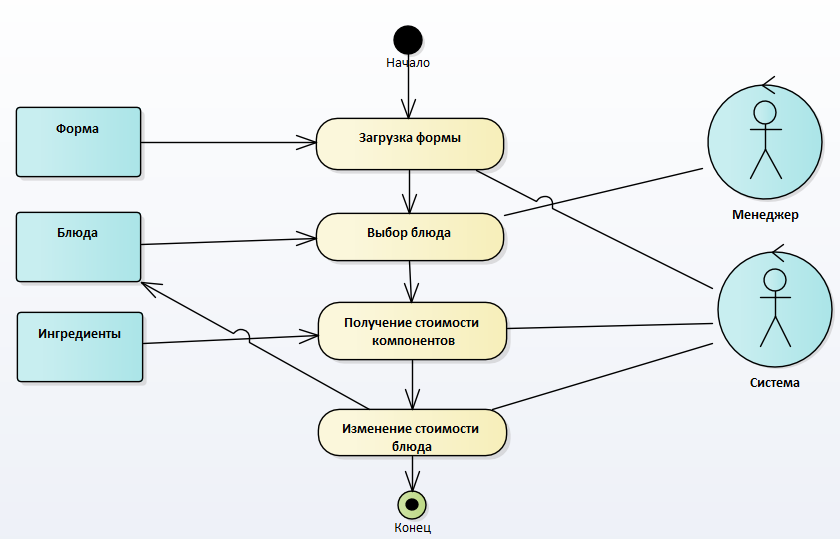 Начало
Форма
Загрузка формы
Менеджер
Блюда
Выбор блюда
Ингредиенты
Получение стоимости
компонентов
Система
Изменение стоимости
блюда
Конец